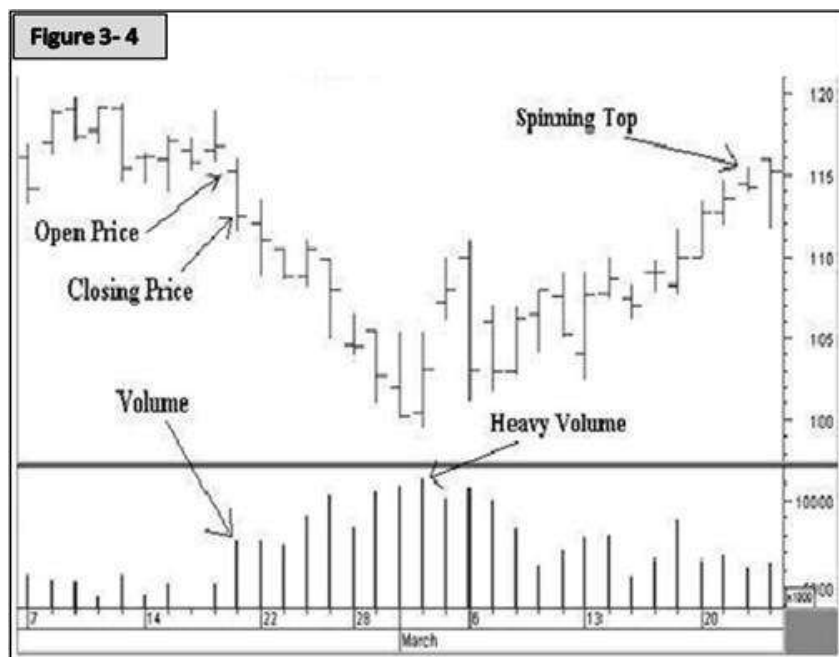 Figure 3- 4
120
Spinning Top
115
Open Price
Closing Price
110
105
Volume
Heavy Volume
100
10000
x1000
7
14
22
28
6
13
20
March